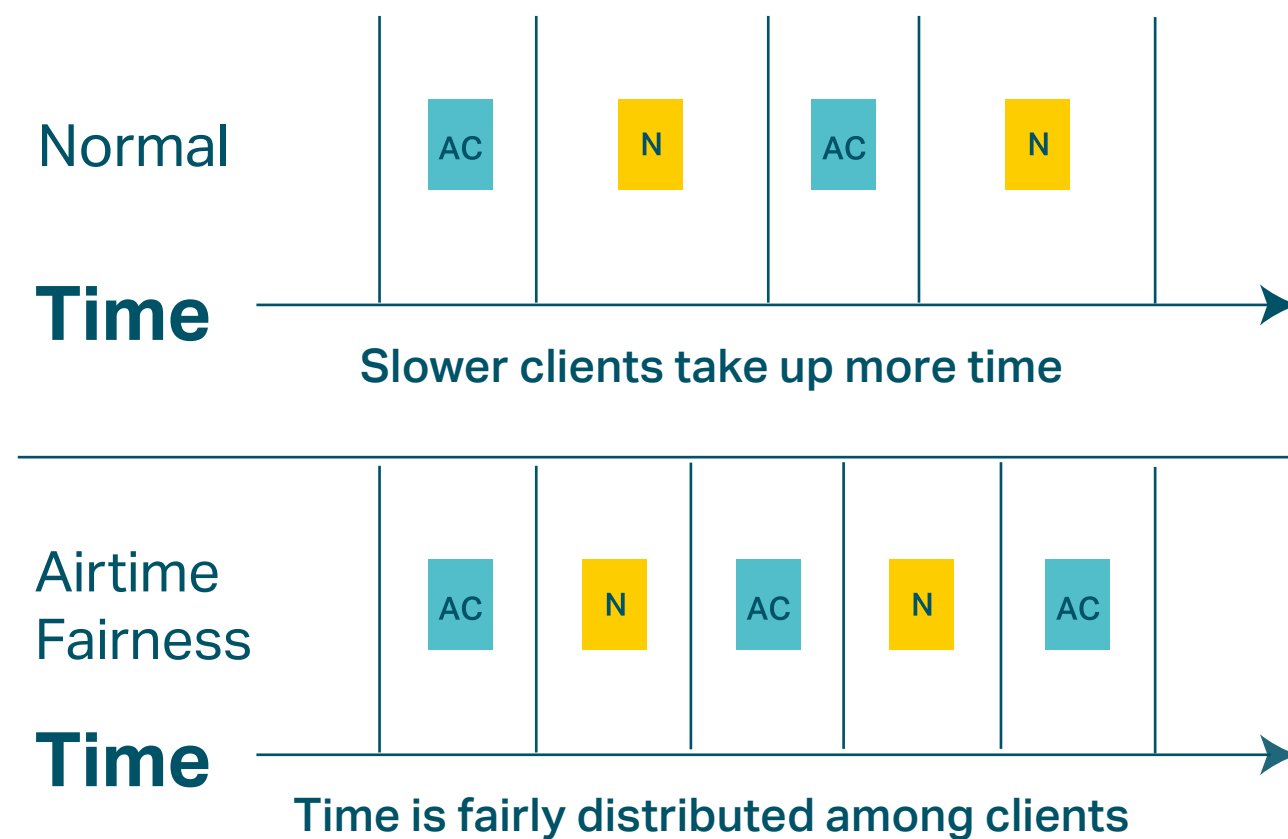 Normal
AC
N
AC
N
Time
Slower clients take up more time
Airtime
Fairness
AC
N
AC
N
AC
Time
Time is fairly distributed among clients